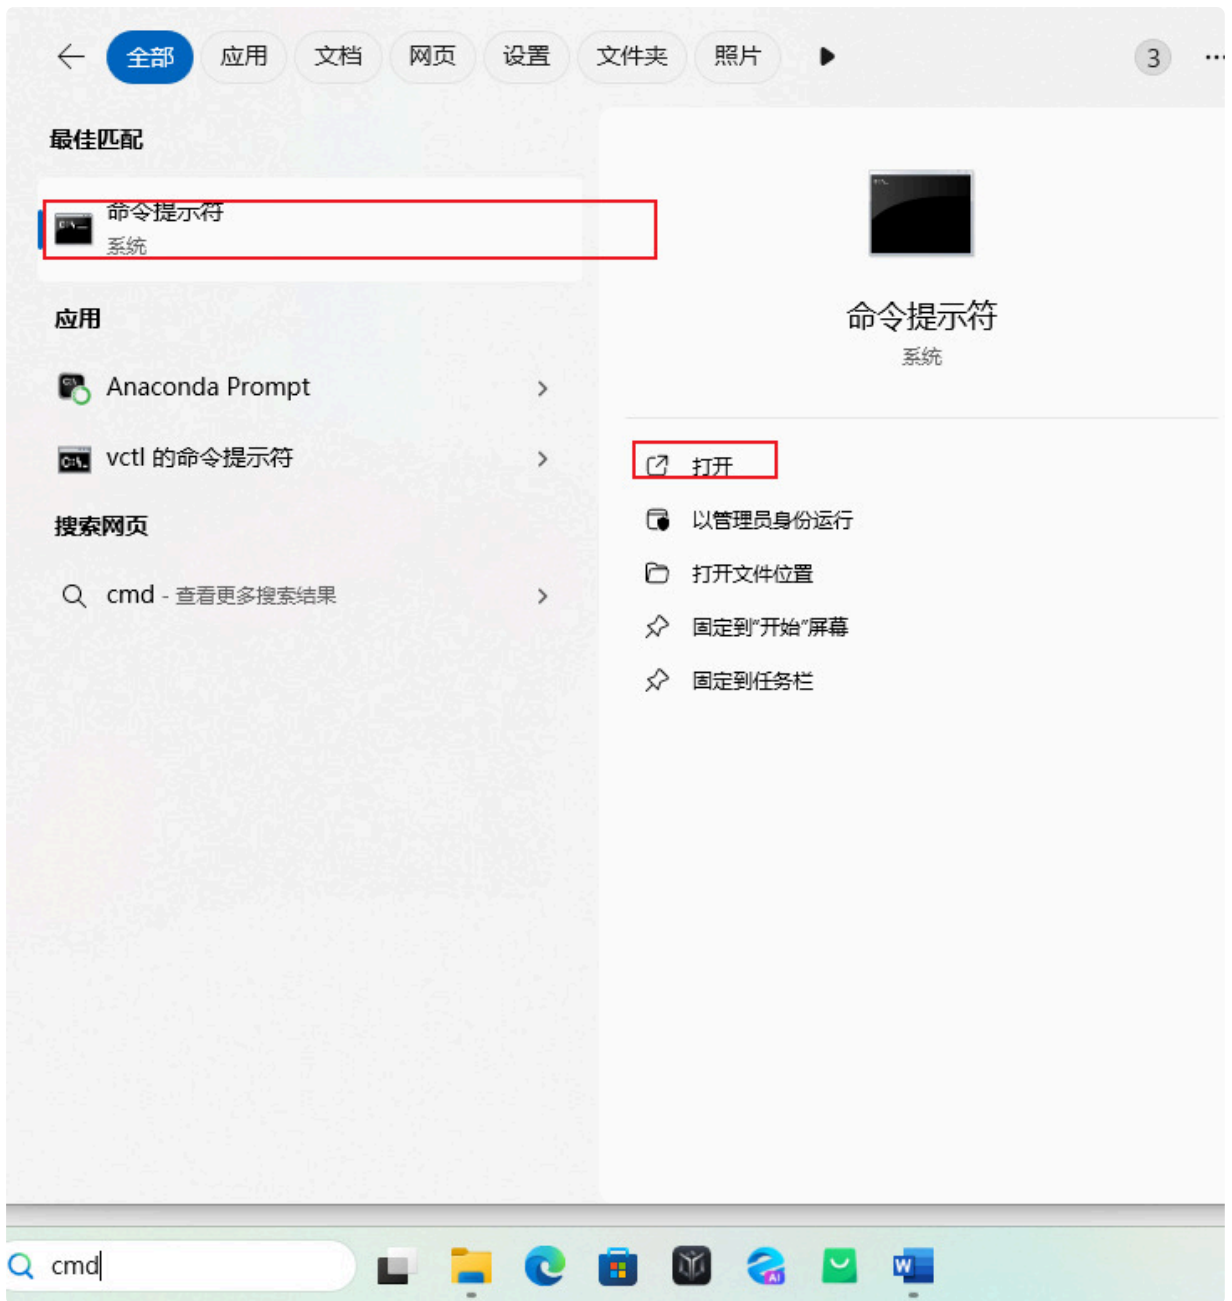 全部 应用 文档 网页 设置 文件夹 照片 3
最佳匹配
命令提示符
系统
应用
Anaconda Prompt
vctl 的命令提示符
搜索网页
cmd - 查看更多搜索结果
命令提示符
系统
打开
以管理员身份运行
打开文件位置
固定到"开始"屏幕
固定到任务栏
cmd